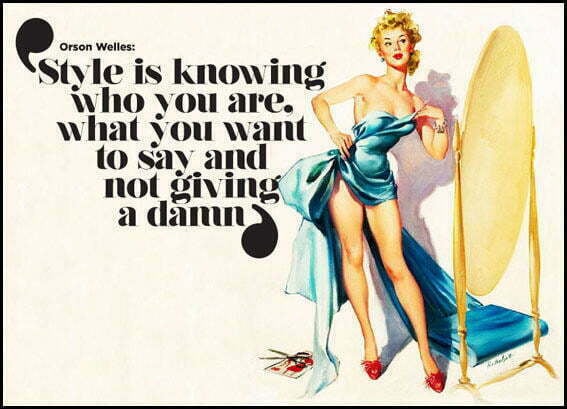 Orson Welles:
‘Style is knowing
who you are,
what you want
to say and
not giving
a damn’